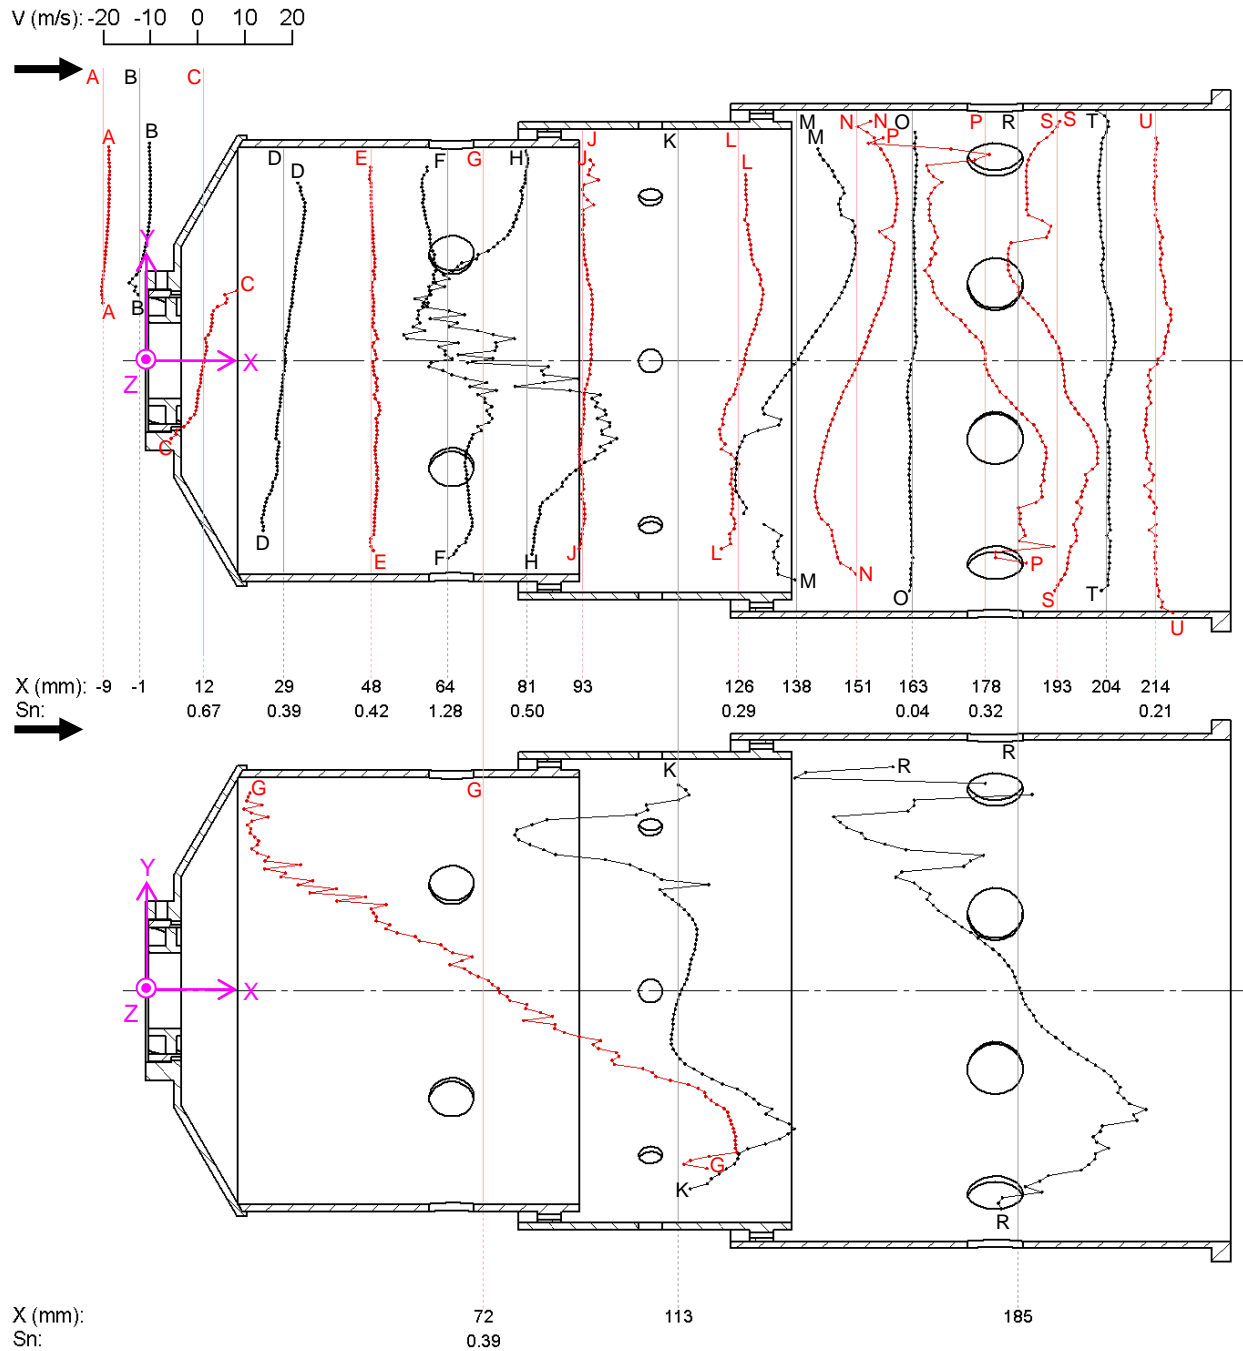 V (m/s): -20 -10 0 10 20
A B C
A B
D E F G H J J K L M N N O P R S S T U
M P
D F J L
Y
C
A B
X
Z
C
D E F H J L M N O P S T U
X (mm): -9 -1 12 29 48 64 81 93 126 138 151 163 178 193 204 214
Sn: 0.67 0.39 0.42 1.28 0.50 0.29 0.04 0.32 0.21
K R
R
G G
Y
X
Z
G
K
R
X (mm): 72 113 185
Sn: 0.39